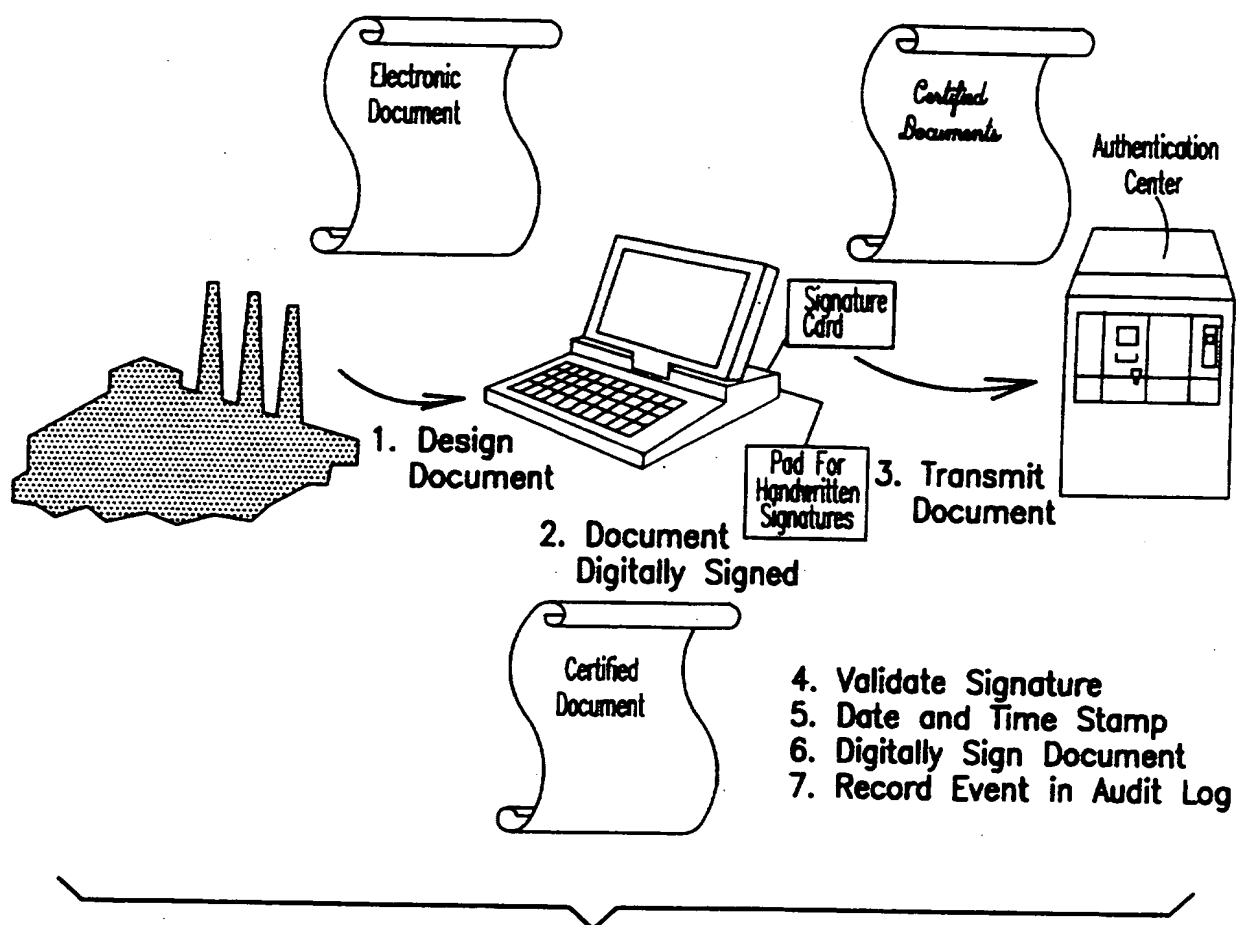 Electronic
Document
Certified
Documents
Authentication
Center
Signature
Card
1. Design
Document
Pad For
Handwritten
Signatures
3. Transmit
Document
2. Document
Digitally Signed
Certified
Document
4. Validate Signature
5. Date and Time Stamp
6. Digitally Sign Document
7. Record Event in Audit Log